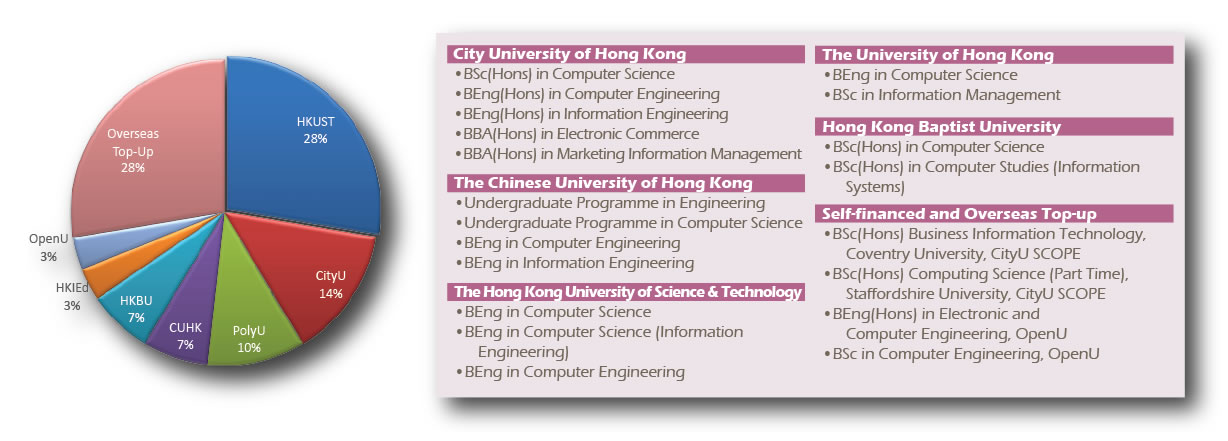 HKUST
28%
CityU
14%
PolyU
10%
CUHK
7%
HKBU
7%
HKIEd
3%
OpenU
3%
Overseas
Top-Up
28%
City University of Hong Kong
•BSc(Hons) in Computer Science
•BEng(Hons) in Computer Engineering
•BEng(Hons) in Information Engineering
•BBA(Hons) in Electronic Commerce
•BBA(Hons) in Marketing Information Management
The Chinese University of Hong Kong
•Undergraduate Programme in Engineering
•Undergraduate Programme in Computer Science
•BEng in Computer Engineering
•BEng in Information Engineering
The Hong Kong University of Science & Technology
•BEng in Computer Science
•BEng in Computer Science (Information
Engineering)
•BEng in Computer Engineering
The University of Hong Kong
•BEng in Computer Science
•BSc in Information Management
Hong Kong Baptist University
•BSc(Hons) in Computer Science
•BSc(Hons) in Computer Studies (Information
Systems)
Self-financed and Overseas Top-up
•BSc(Hons) Business Information Technology,
Coventry University, CityU SCOPE
•BSc(Hons) Computing Science (Part Time),
Staffordshire University, CityU SCOPE
•BEng(Hons) in Electronic and
Computer Engineering, OpenU
•BSc in Computer Engineering, OpenU